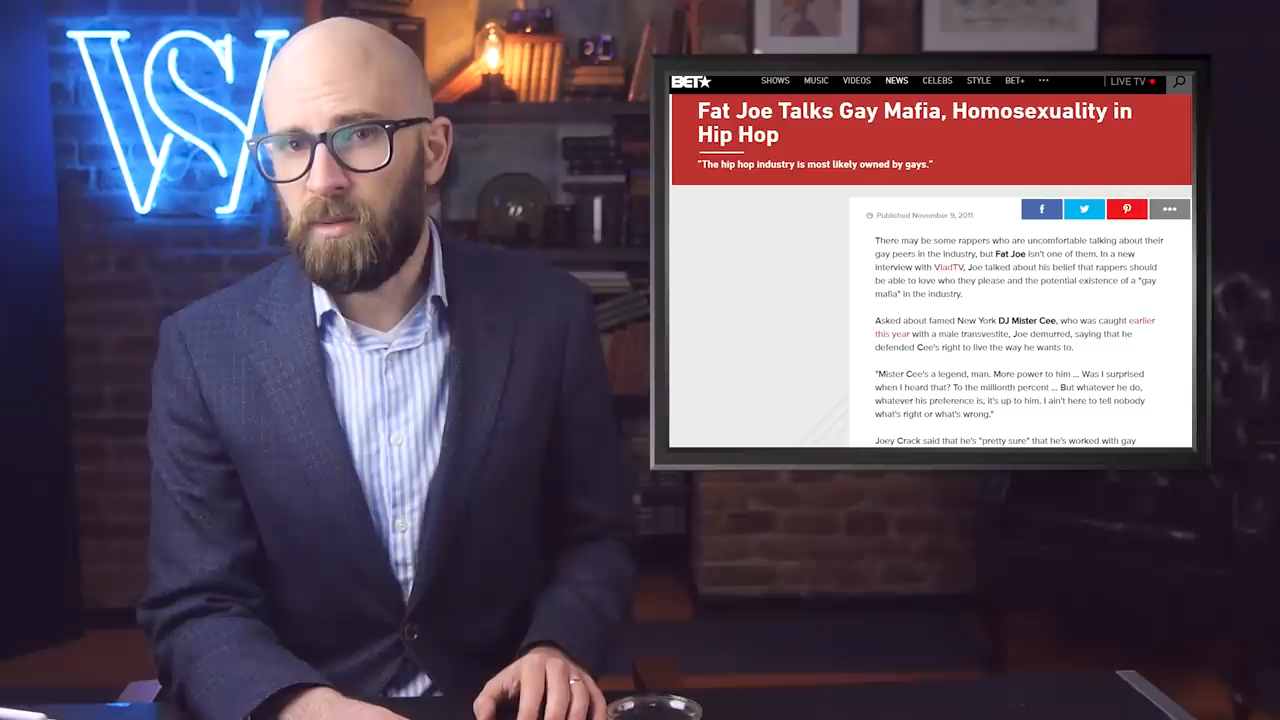 WS
BET
SHOWS MUSIC VIDEOS NEWS CELEBS STYLE BET+ ••• LIVE TV
Fat Joe Talks Gay Mafia, Homosexuality in
Hip Hop
"The hip hop industry is most likely owned by gays."
Published November 9, 2011
There may be some rappers who are uncomfortable talking about their
gay peers in the industry, but Fat Joe isn't one of them. In a new
interview with VladTV, Joe talked about his belief that rappers should
be able to love who they please and the potential existence of a "gay
mafia" in the industry.
Asked about famed New York DJ Mister Cee, who was caught earlier
this year with a male transvestite, Joe demurred, saying that he
defended Cee's right to live the way he wants to.
"Mister Cee's a legend, man. More power to him ... Was I surprised
when I heard that? To the millionth percent ... But whatever he do,
whatever his preference is, it's up to him. I ain't here to tell nobody
what's right or what's wrong."
Joey Crack said that he's "pretty sure" that he's worked with gay